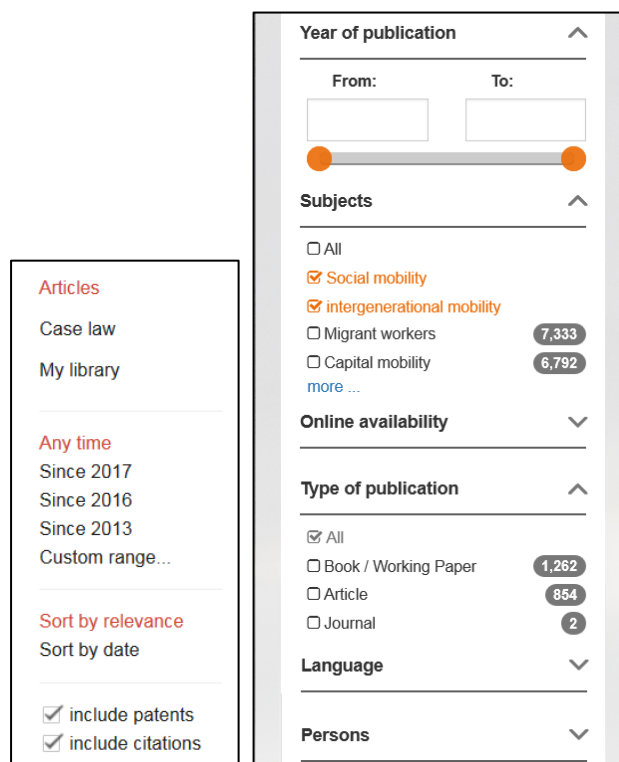 Articles
Case law
My library
Any time
Since 2017
Since 2016
Since 2013
Custom range...
Sort by relevance
Sort by date
include patents
include citations
Year of publication
From: To:
Subjects
All
Social mobility
intergenerational mobility
Migrant workers 7,333
Capital mobility 6,792
more ...
Online availability
Type of publication
All
Book / Working Paper 1,262
Article 854
Journal 2
Language
Persons